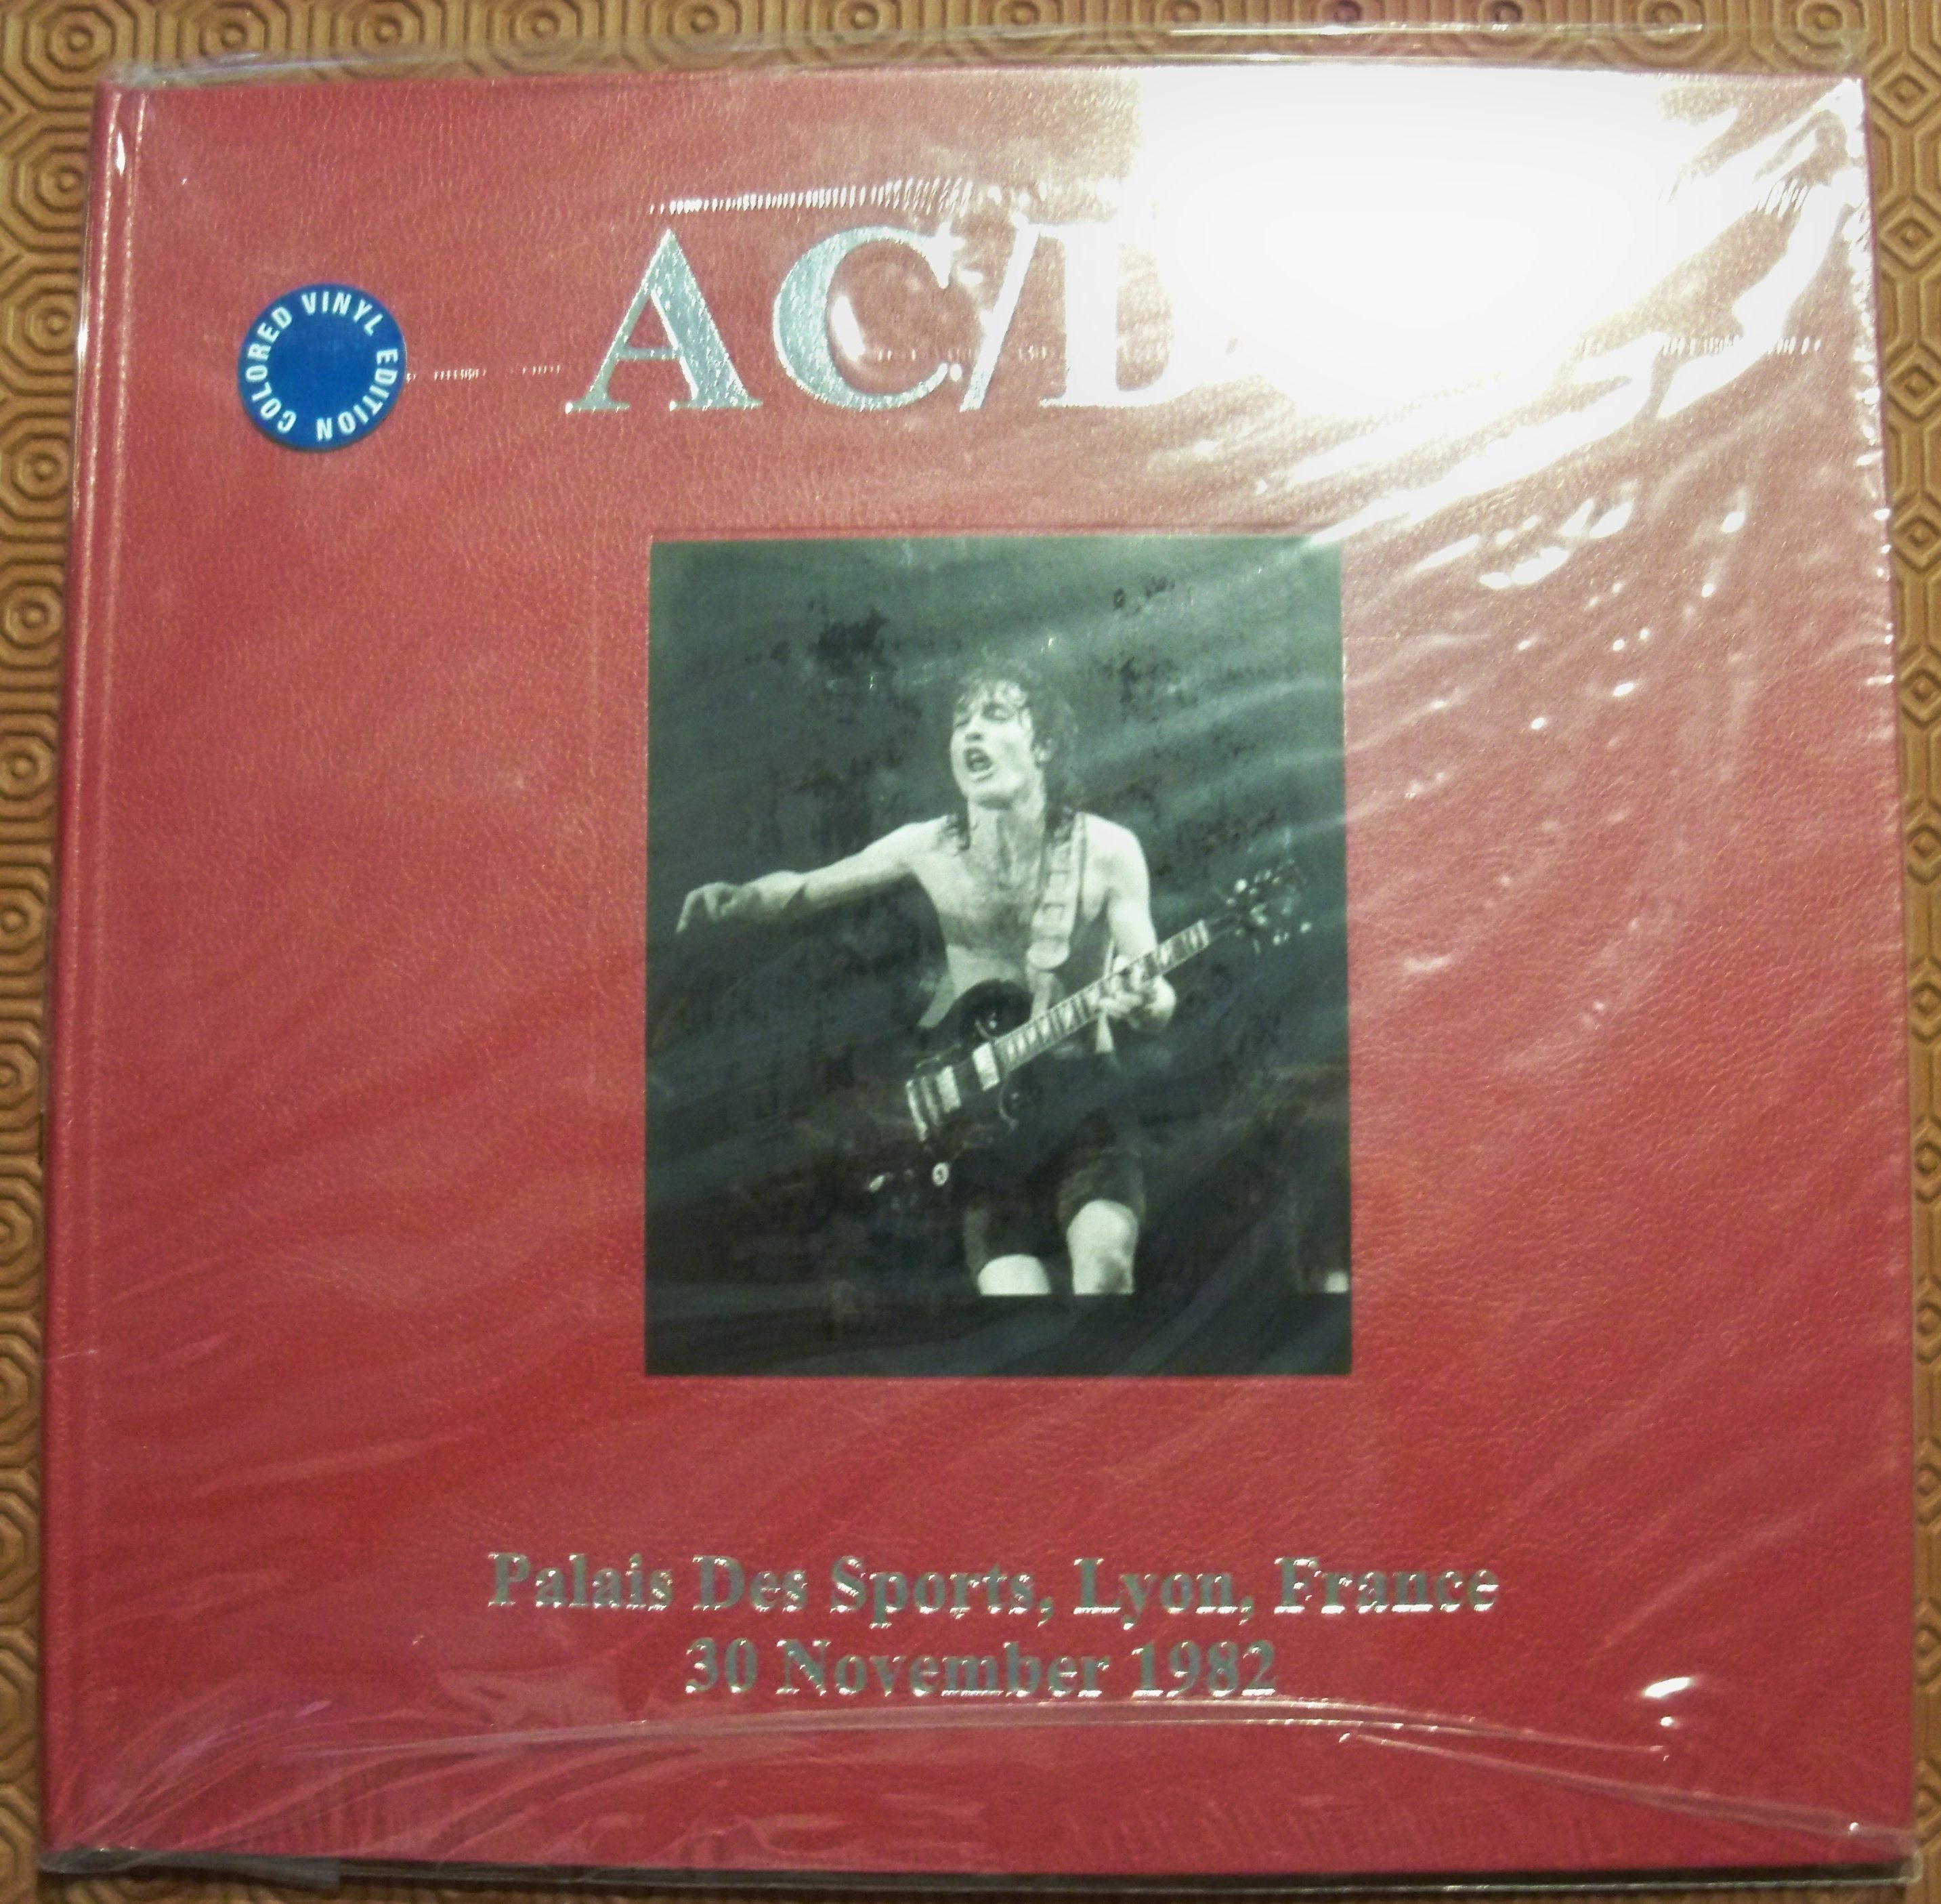 AC/D
COLORED VINYL EDITION
Palais Des Sports, Lyon, France
30 November 1982